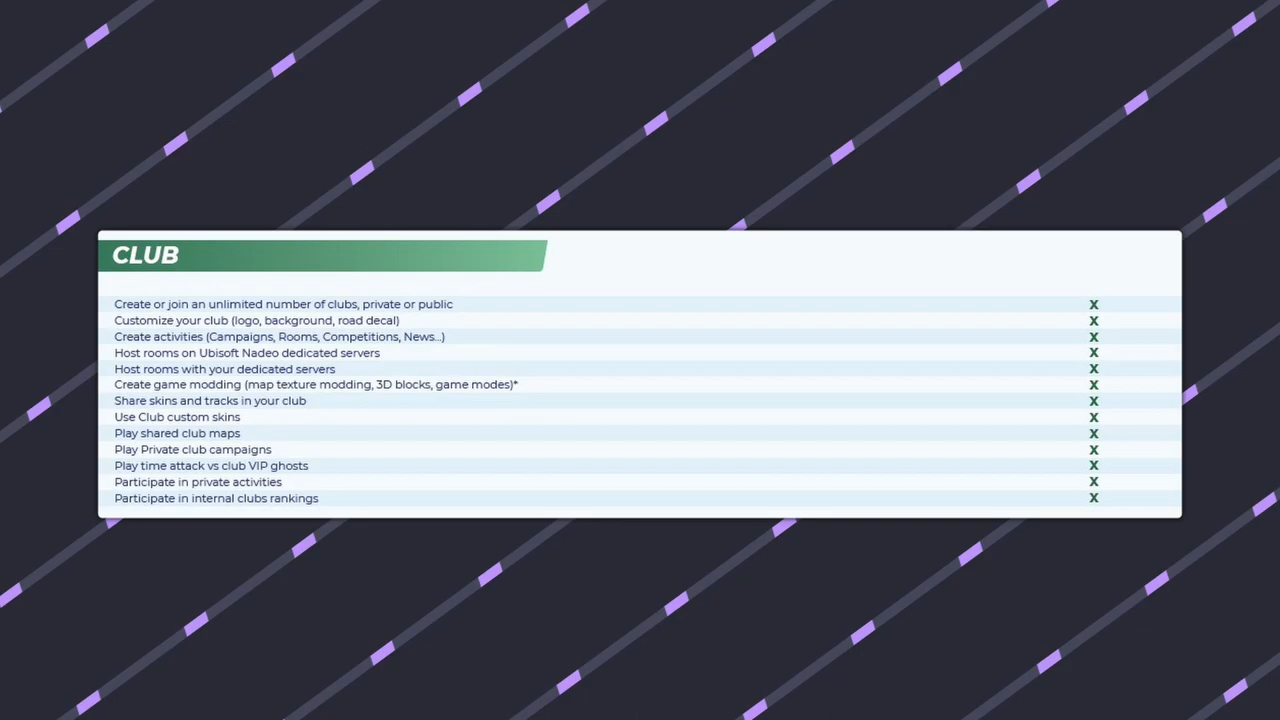 CLUB
Create or join an unlimited number of clubs, private or public X
Customize your club (logo, background, road decal) X
Create activities (Campaigns, Rooms, Competitions, News...) X
Host rooms on Ubisoft Nadeo dedicated servers X
Host rooms with your dedicated servers X
Create game modding (map texture modding, 3D blocks, game modes)* X
Share skins and tracks in your club X
Use Club custom skins X
Play shared club maps X
Play Private club campaigns X
Play time attack vs club VIP ghosts X
Participate in private activities X
Participate in internal clubs rankings X